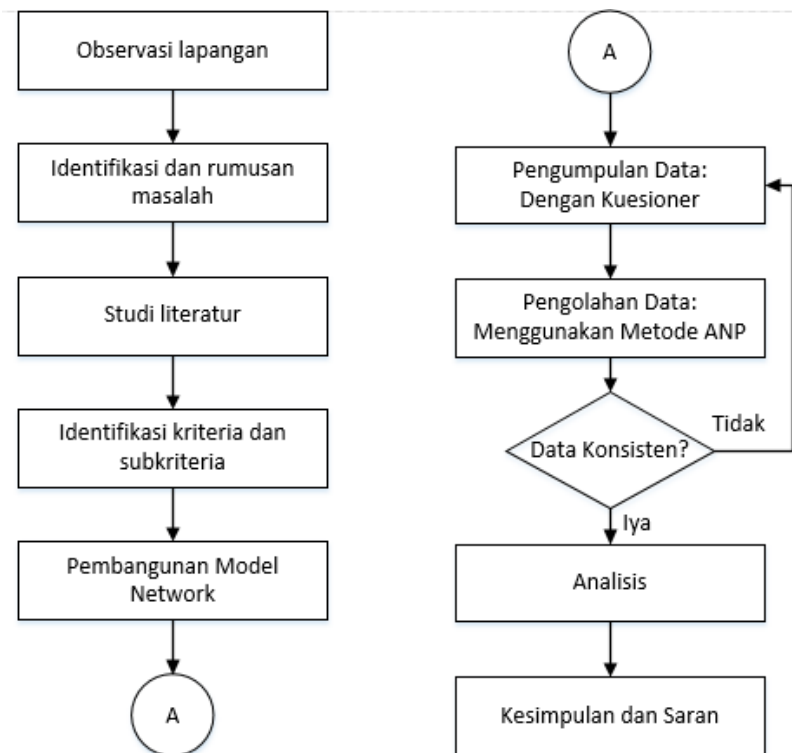 Observasi lapangan
Identifikasi dan rumusan
masalah
Studi literatur
Identifikasi kriteria dan
subkriteria
Pembangunan Model
Network
A
A
Pengumpulan Data:
Dengan Kuesioner
Pengolahan Data:
Menggunakan Metode ANP
Data Konsisten?
Tidak
Iya
Analisis
Kesimpulan dan Saran